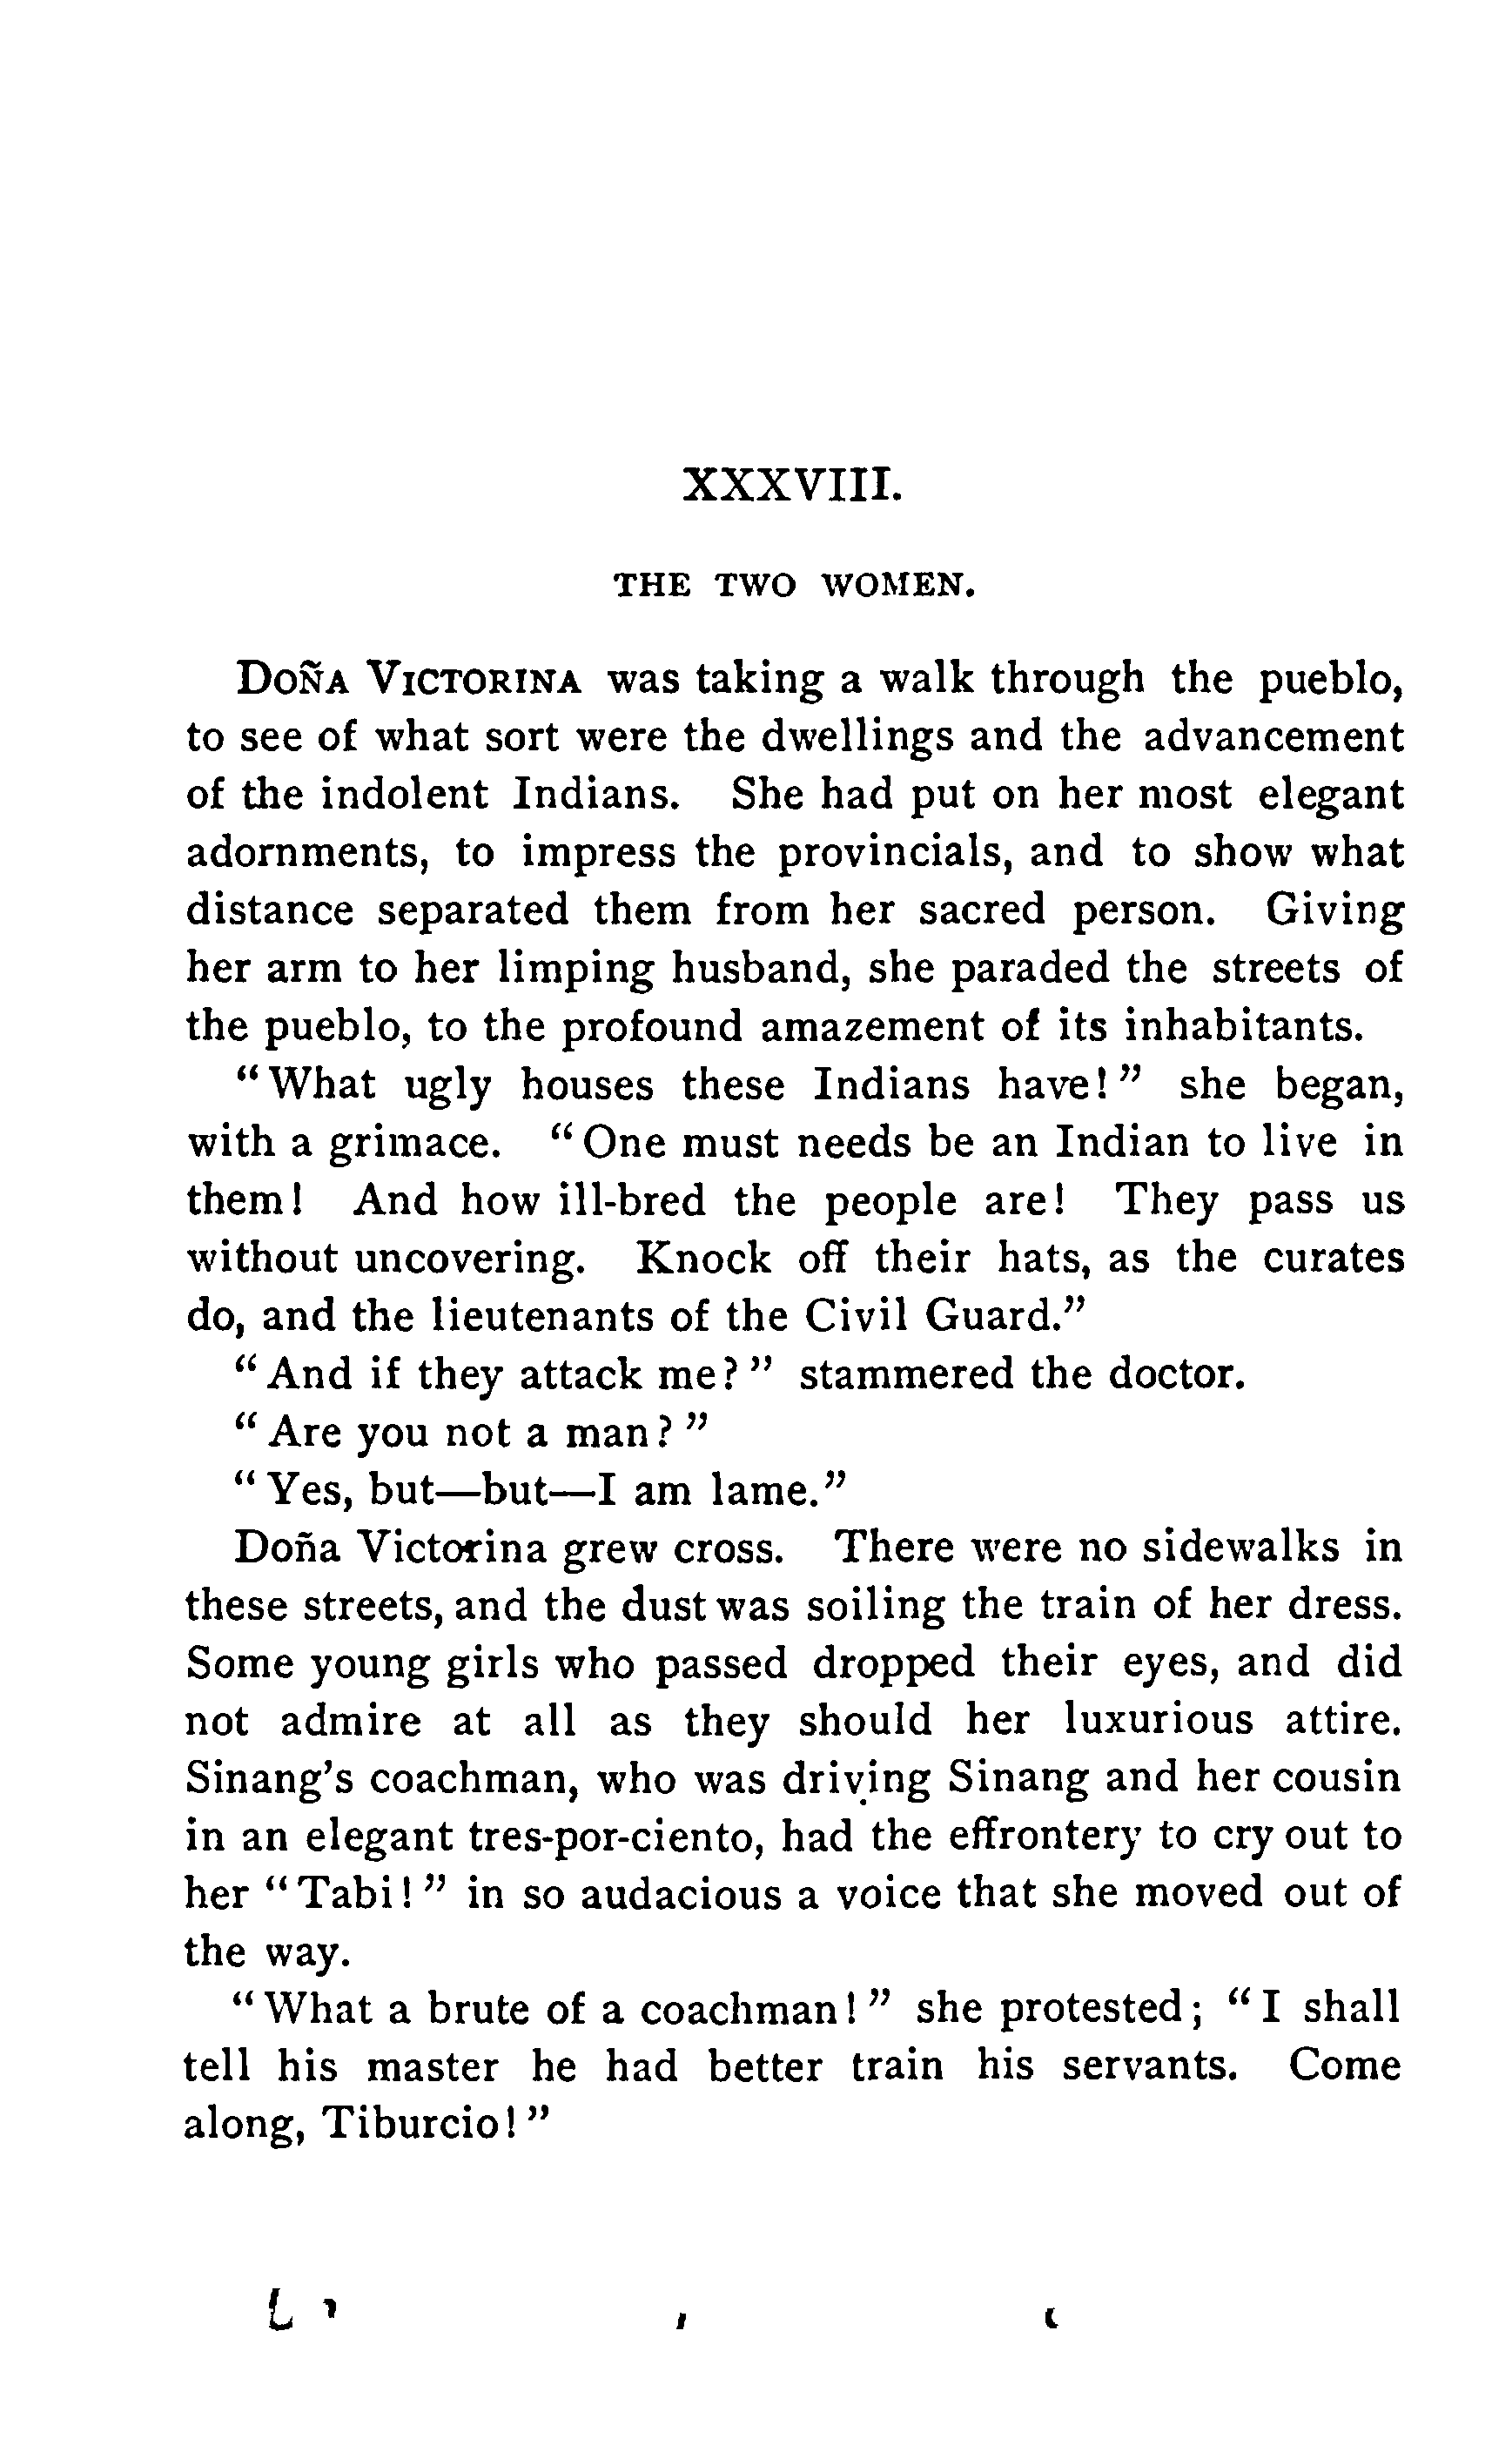 XXXVIII.
THE TWO WOMEN.
DOÑA VICTORINA was taking a walk through the pueblo,
to see of what sort were the dwellings and the advancement
of the indolent Indians. She had put on her most elegant
adornments, to impress the provincials, and to show what
distance separated them from her sacred person. Giving
her arm to her limping husband, she paraded the streets of
the pueblo, to the profound amazement of its inhabitants.
“What ugly houses these Indians have!” she began,
with a grimace. “One must needs be an Indian to live in
them! And how ill-bred the people are! They pass us
without uncovering. Knock off their hats, as the curates
do, and the lieutenants of the Civil Guard.”
“And if they attack me?” stammered the doctor.
“Are you not a man?”
“Yes, but—but—I am lame.”
Doña Victorina grew cross. There were no sidewalks in
these streets, and the dust was soiling the train of her dress.
Some young girls who passed dropped their eyes, and did
not admire at all as they should her luxurious attire.
Sinang’s coachman, who was driving Sinang and her cousin
in an elegant tres-por-ciento, had the effrontery to cry out to
her “Tabi!” in so audacious a voice that she moved out of
the way.
“What a brute of a coachman!” she protested; “I shall
tell his master he had better train his servants. Come
along, Tiburcio!”